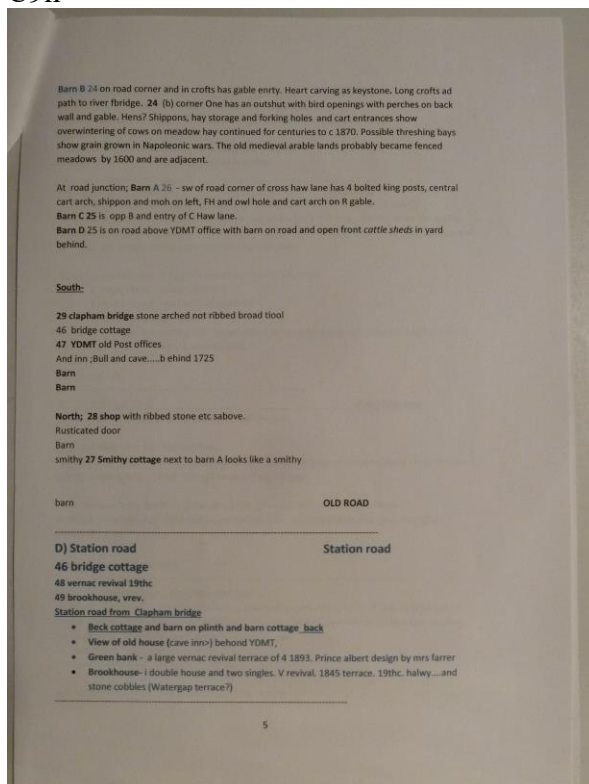 Barn B 24 on road corner and in crofts has gable enrty. Heart carving as keystone. Long crofts ad
path to river fbridge. 24 (b) corner One has an outshut with bird openings with perches on back
wall and gable. Hens? Shippons, hay storage and forking holes and cart entrances show
overwintering of cows on meadow hay continued for centuries to c 1870. Possible threshing bays
show grain grown in Napoleonic wars. The old medieval arable lands probably became fenced
meadows by 1600 and are adjacent.
At road junction; Barn A 26 - sw of road corner of cross haw lane has 4 bolted king posts, central
cart arch, shippon and moh on left, FH and owl hole and cart arch on R gable.
Barn C 25 is opp B and entry of C Haw lane.
Barn D 25 is on road above YDMT office with barn on road and open front cattle sheds in yard
behind.
South-
29 clapham bridge stone arched not ribbed broad tiool
46 bridge cottage
47 YDMT old Post offices
And inn ;Bull and cave.....b ehind 1725
Barn
Barn
North; 28 shop with ribbed stone etc sabove.
Rusticated door
Barn
smithy 27 Smithy cottage next to barn A looks like a smithy
barn OLD ROAD
D) Station road Station road
46 bridge cottage
48 vernac revival 19thc
49 brookhouse, vrev.
Station road from Clapham bridge
• Beck cottage and barn on plinth and barn cottage back
• View of old house (cave inn>) behond YDMT,
• Green bank - a large vernac revival terrace of 4 1893. Prince albert design by mrs farrer
• Brookhouse- i double house and two singles. V revival. 1845 terrace. 19thc. halwy....and
stone cobbles (Watergap terrace?)
5